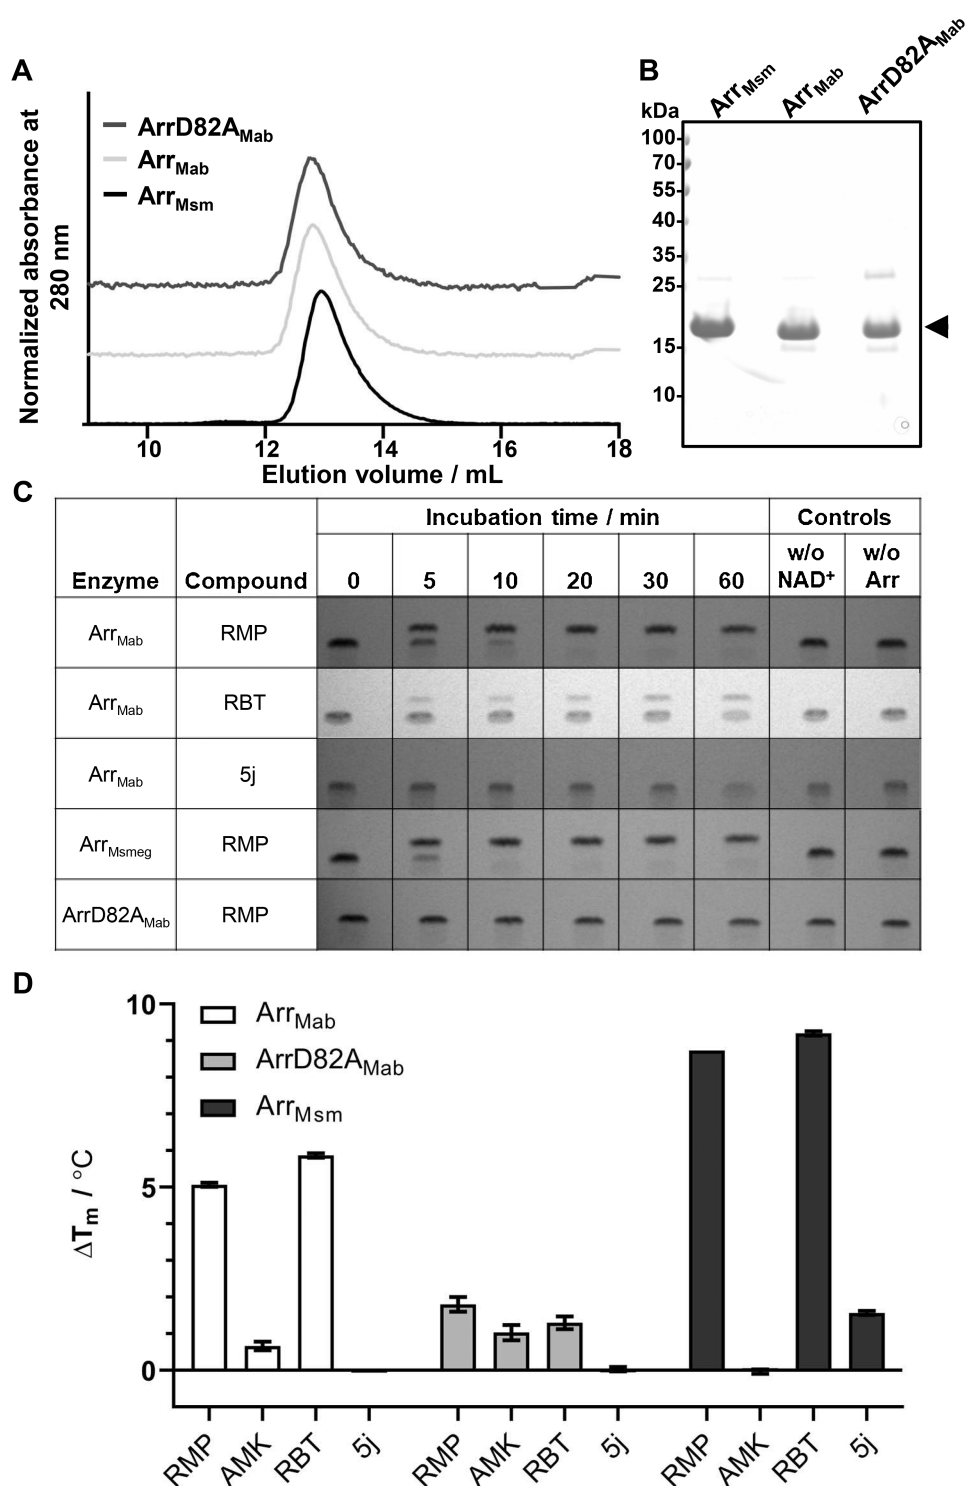 A
Normalized absorbance at
280 nm
ArrD82AMab
ArrMab
ArrMsm
10 12 14 16 18
Elution volume / mL
B
kDa
ArrMsm ArrMab ArrD82AMab
100
70
55
40
35
25
15
10
C
Incubation time / min Controls
Enzyme Compound 0 5 10 20 30 60 w/o NAD+ w/o Arr
ArrMab RMP
ArrMab RBT
ArrMab 5j
ArrMsmeg RMP
ArrD82AMab RMP
D
ArrMab
ArrD82AMab
ArrMsm
ΔTm / °C
10
5
0
RMP AMK RBT 5j RMP AMK RBT 5j RMP AMK RBT 5j